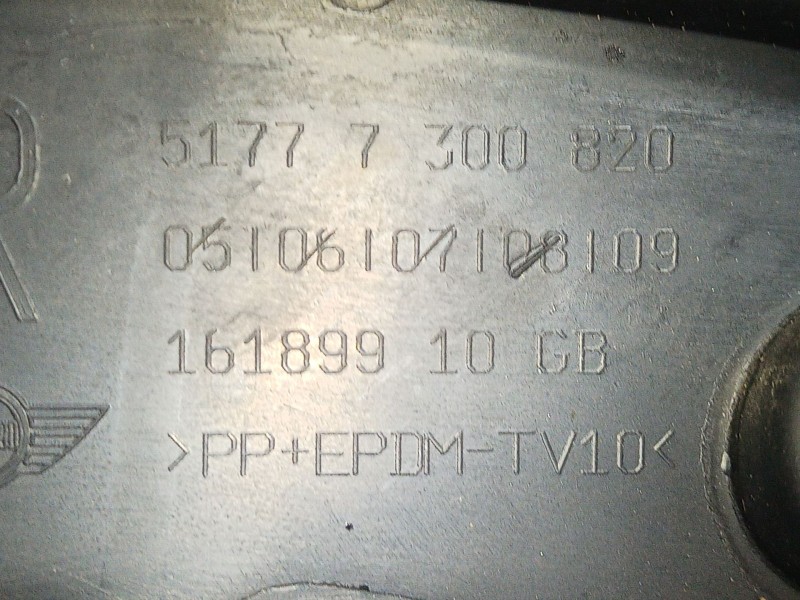 R
5177 7 300 820
05|06|07|08|09
161899 10 GB
>PP+EPDM-TV10<